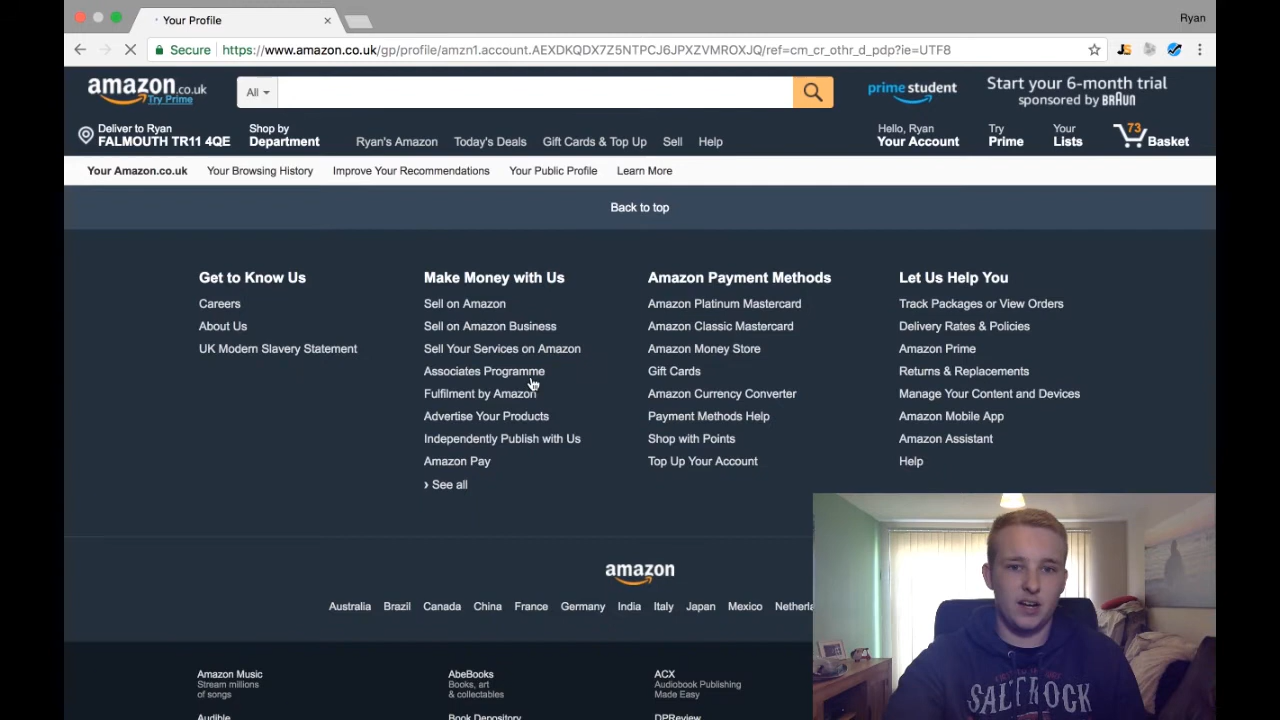 Your Profile
Ryan
Secure
https://www.amazon.co.uk/gp/profile/amzn1.account.AEXDKQDX7Z5NTPCJ6JPXZVMROXJQ/ref=cm_cr_othr_d_pdp?ie=UTF8
JS
amazon.co.uk
Try Prime
All
prime student
Start your 6-month trial
sponsored by BRAUN
Deliver to Ryan
FALMOUTH TR11 4QE
Shop by
Department
Ryan's Amazon
Today's Deals
Gift Cards & Top Up
Sell
Help
Hello, Ryan
Your Account
Try
Prime
Your
Lists
73
Basket
Your Amazon.co.uk
Your Browsing History
Improve Your Recommendations
Your Public Profile
Learn More
Back to top
Get to Know Us
Careers
About Us
UK Modern Slavery Statement
Make Money with Us
Sell on Amazon
Sell on Amazon Business
Sell Your Services on Amazon
Associates Programme
Fulfilment by Amazon
Advertise Your Products
Independently Publish with Us
Amazon Pay
› See all
Amazon Payment Methods
Amazon Platinum Mastercard
Amazon Classic Mastercard
Amazon Money Store
Gift Cards
Amazon Currency Converter
Payment Methods Help
Shop with Points
Top Up Your Account
Let Us Help You
Track Packages or View Orders
Delivery Rates & Policies
Amazon Prime
Returns & Replacements
Manage Your Content and Devices
Amazon Mobile App
Amazon Assistant
Help
amazon
Australia Brazil Canada China France Germany India Italy Japan Mexico Netherla
Amazon Music
Stream millions
of songs
AbeBooks
Books, art
& collectables
ACX
Audiobook Publishing
Made Easy
Audible
Book Depository
DPReview
SALTROCK